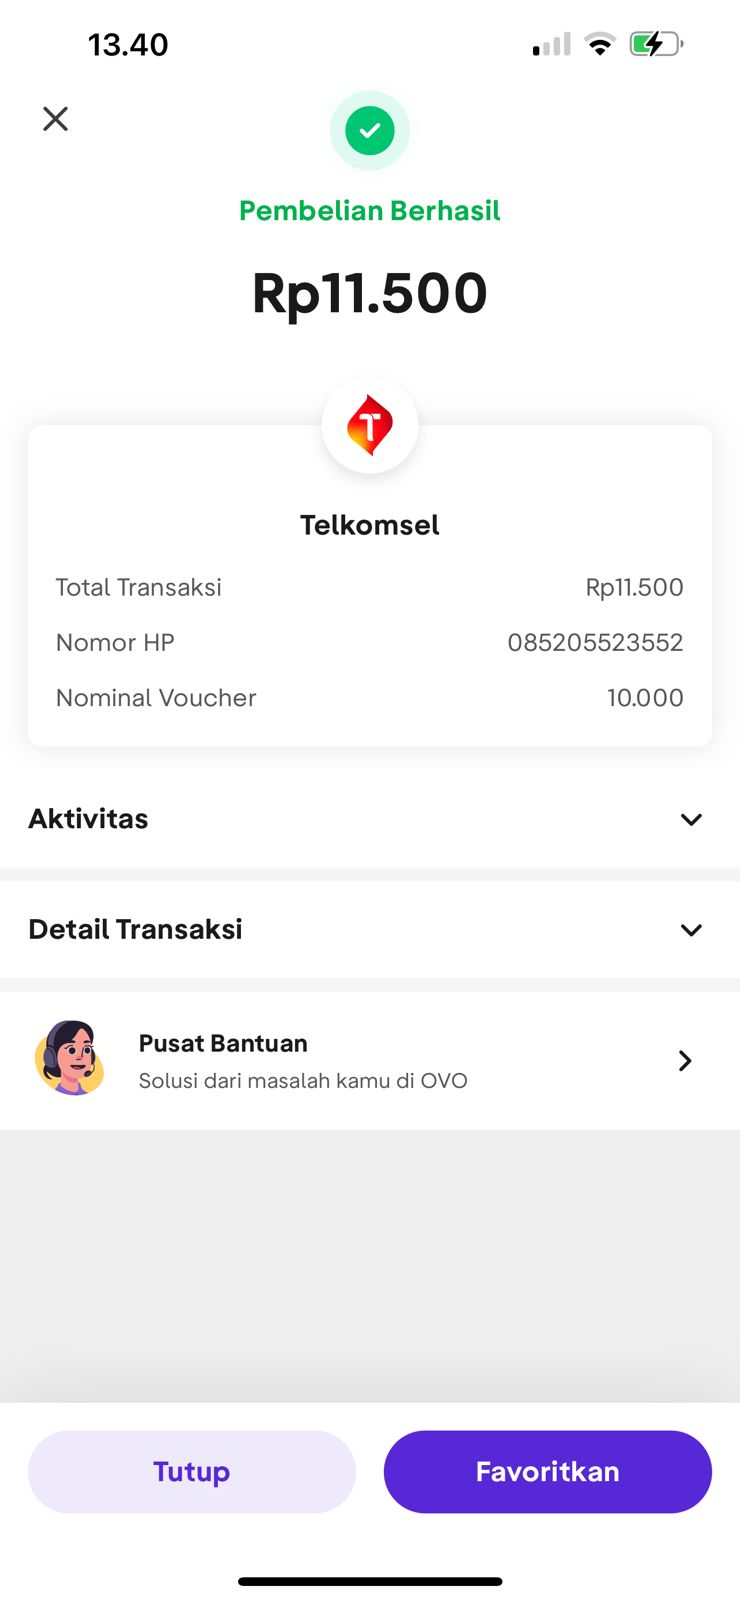 13.40
Pembelian Berhasil
Rp11.500
T
Telkomsel
Total Transaksi Rp11.500
Nomor HP 085205523552
Nominal Voucher 10.000
Aktivitas
Detail Transaksi
Pusat Bantuan
Solusi dari masalah kamu di OVO
Tutup Favoritkan